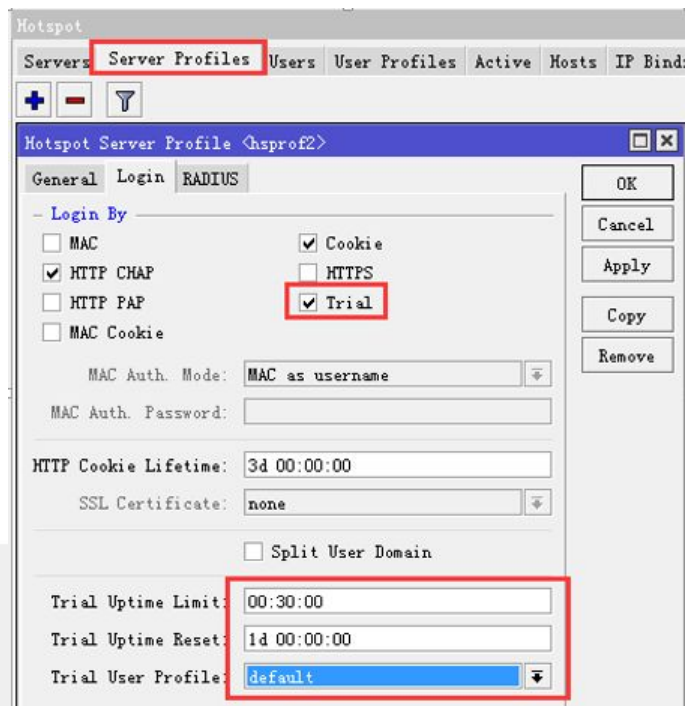 Hotspot
Servers Server Profiles Users User Profiles Active Hosts IP Bind
Hotspot Server Profile <hsprof2>
General Login RADIUS
OK
Cancel
Apply
Copy
Remove
Login By
MAC Cookie
HTTP CHAP HTTPS
HTTP PAP Trial
MAC Cookie
MAC Auth. Mode: MAC as username
MAC Auth. Password:
HTTP Cookie Lifetime: 3d 00:00:00
SSL Certificate: none
Split User Domain
Trial Uptime Limit: 00:30:00
Trial Uptime Reset: 1d 00:00:00
Trial User Profile: default